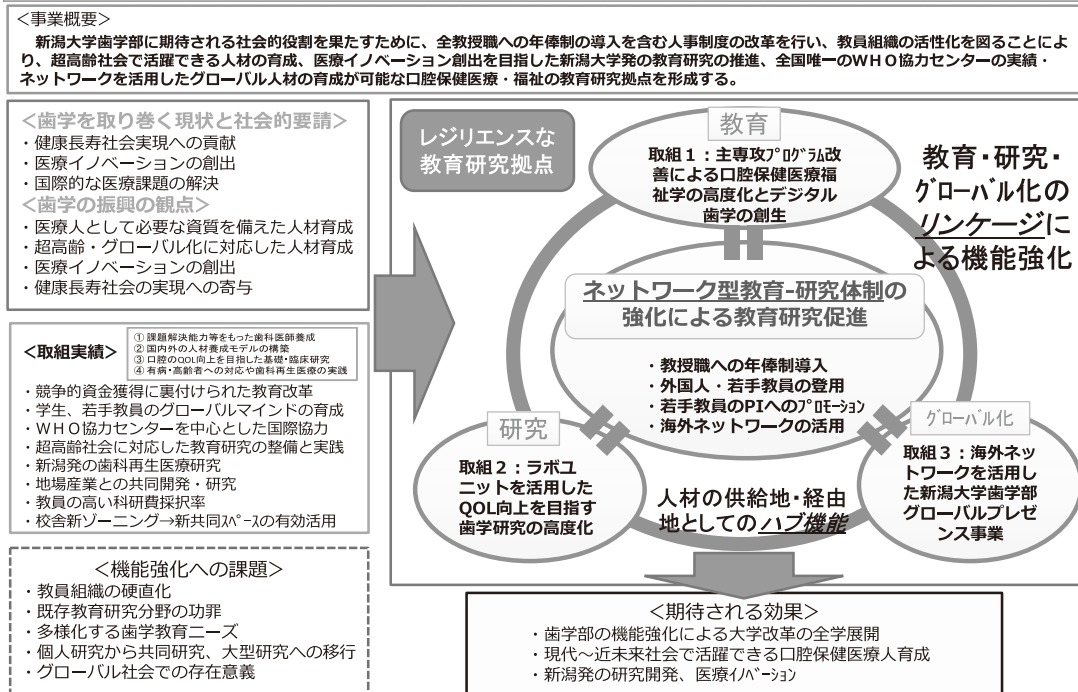 <事業概要>
新潟大学歯学部に期待される社会的役割を果たすために、全教授職への年俸制の導入を含む人事制度の改革を行い、教員組織の活性化を図ることによ
り、超高齢社会で活躍できる人材の育成、医療イノベーション創出を目指した新潟大学発の教育研究の推進、全国唯一のWHO協力センターの実績・
ネットワークを活用したグローバル人材の育成が可能な口腔保健医療・福祉の教育研究拠点を形成する。
<歯学を取り巻く現状と社会的要請>
・健康長寿社会実現への貢献
・医療イノベーションの創出
・国際的な医療課題の解決
<歯学の振興の観点>
・医療人として必要な資質を備えた人材育成
・超高齢・グローバル化に対応した人材育成
・医療イノベーションの創出
・健康長寿社会の実現への寄与
<取組実績>
① 課題解決能力等をもった歯科医師養成
② 国内外の人材養成モデルの構築
③ 口腔のQOL向上を目指した基礎・臨床研究
④ 有病・高齢者への対応や歯科再生医療の実践
・競争的資金獲得に裏付けられた教育改革
・学生、若手教員のグローバルマインドの育成
・WHO協力センターを中心とした国際協力
・超高齢社会に対応した教育研究の整備と実践
・新潟発の歯科再生医療研究
・地場産業との共同開発・研究
・教員の高い科研費採択率
・校舎新ゾーニング→新共同スペースの有効活用
<機能強化への課題>
・教員組織の硬直化
・既存教育研究分野の功罪
・多様化する歯学教育ニーズ
・個人研究から共同研究、大型研究への移行
・グローバル社会での存在意義
レジリエンスな
教育研究拠点
教育
取組1:主専攻プログラム改
善による口腔保健医療福
祉学の高度化とデジタル
歯学の創生
教育・研究・
グローバル化の
リンケージに
よる機能強化
ネットワーク型教育-研究体制の
強化による教育研究促進
・教授職への年俸制導入
・外国人・若手教員の登用
・若手教員のPIへのプロモーション
・海外ネットワークの活用
研究
取組2:ラボユ
ニットを活用した
QOL向上を目指す
歯学研究の高度化
グローバル化
取組3:海外ネッ
トワークを活用し
た新潟大学歯学部
グローバルプレゼ
ンス事業
人材の供給地・経由
地としてのハブ機能
<期待される効果>
・歯学部の機能強化による大学改革の全学展開
・現代~近未来社会で活躍できる口腔保健医療人育成
・新潟発の研究開発、医療イノベーション